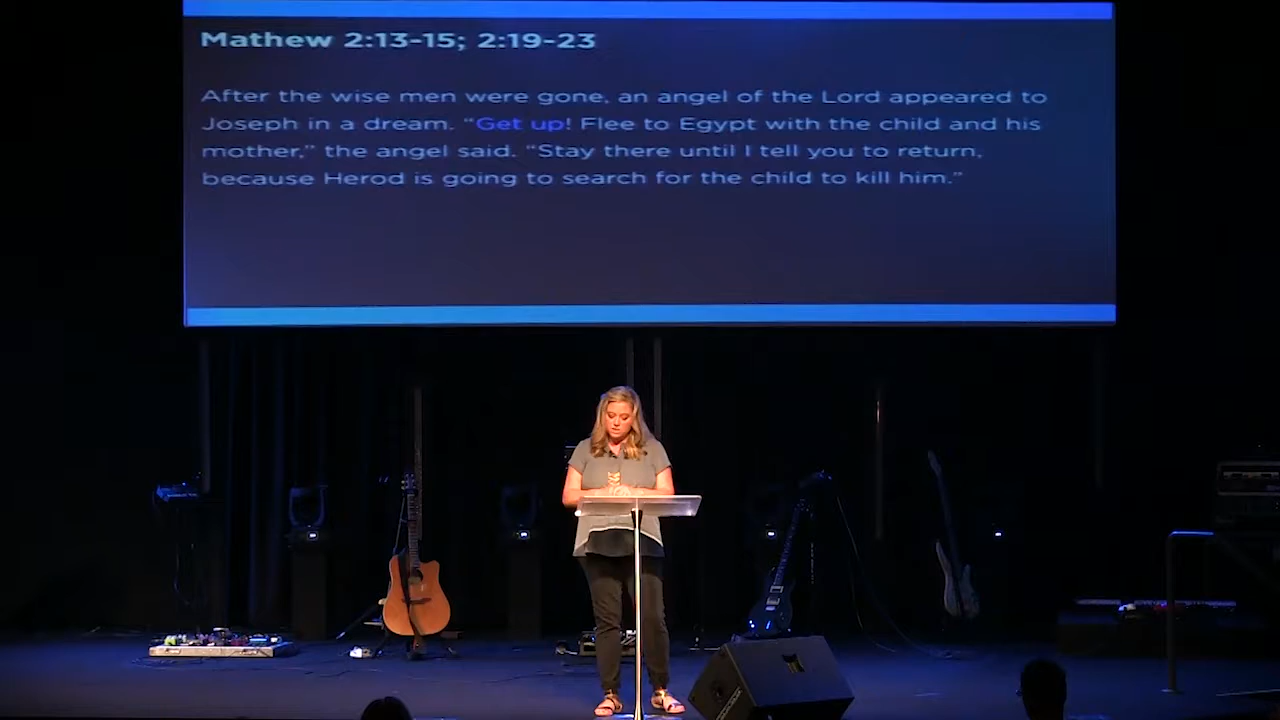 Mathew 2:13-15; 2:19-23
After the wise men were gone, an angel of the Lord appeared to
Joseph in a dream. “Get up! Flee to Egypt with the child and his
mother,” the angel said. “Stay there until I tell you to return,
because Herod is going to search for the child to kill him.”